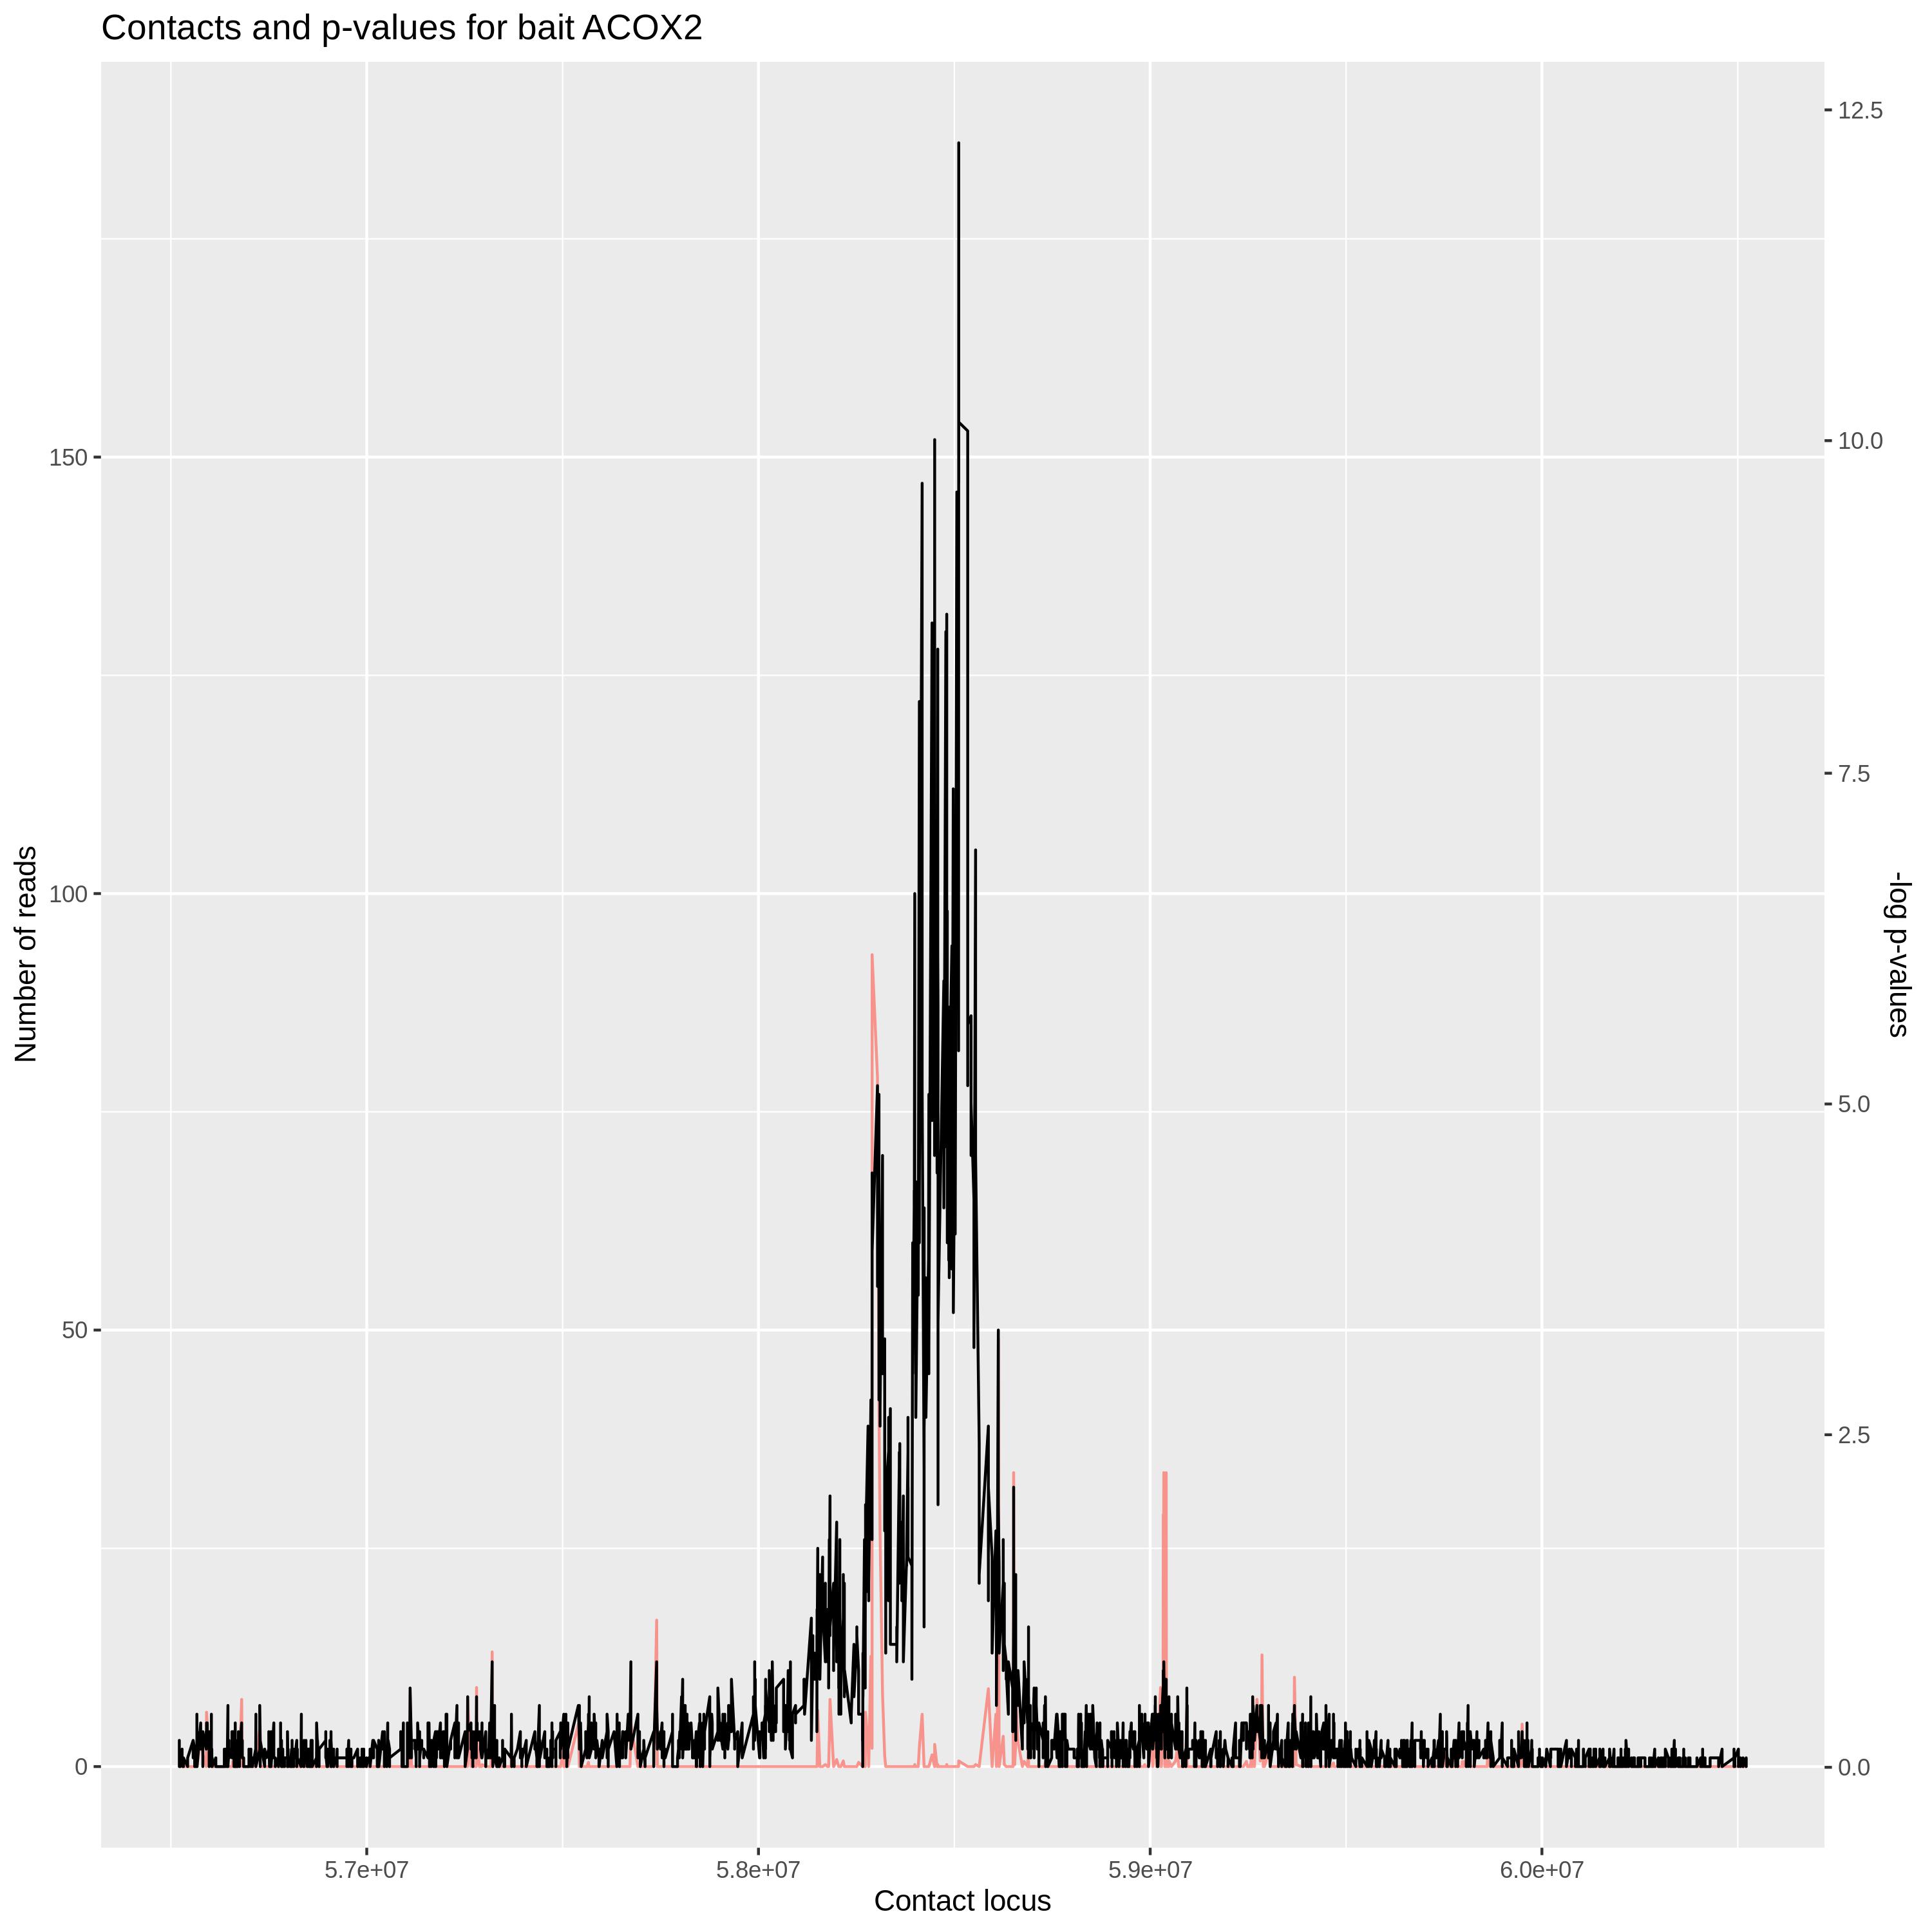 Contacts and p-values for bait ACOX2
12.5
10.0
7.5
5.0
2.5
0.0
-log p-values
150
100
50
0
Number of reads
5.7e+07
5.8e+07
5.9e+07
6.0e+07
Contact locus